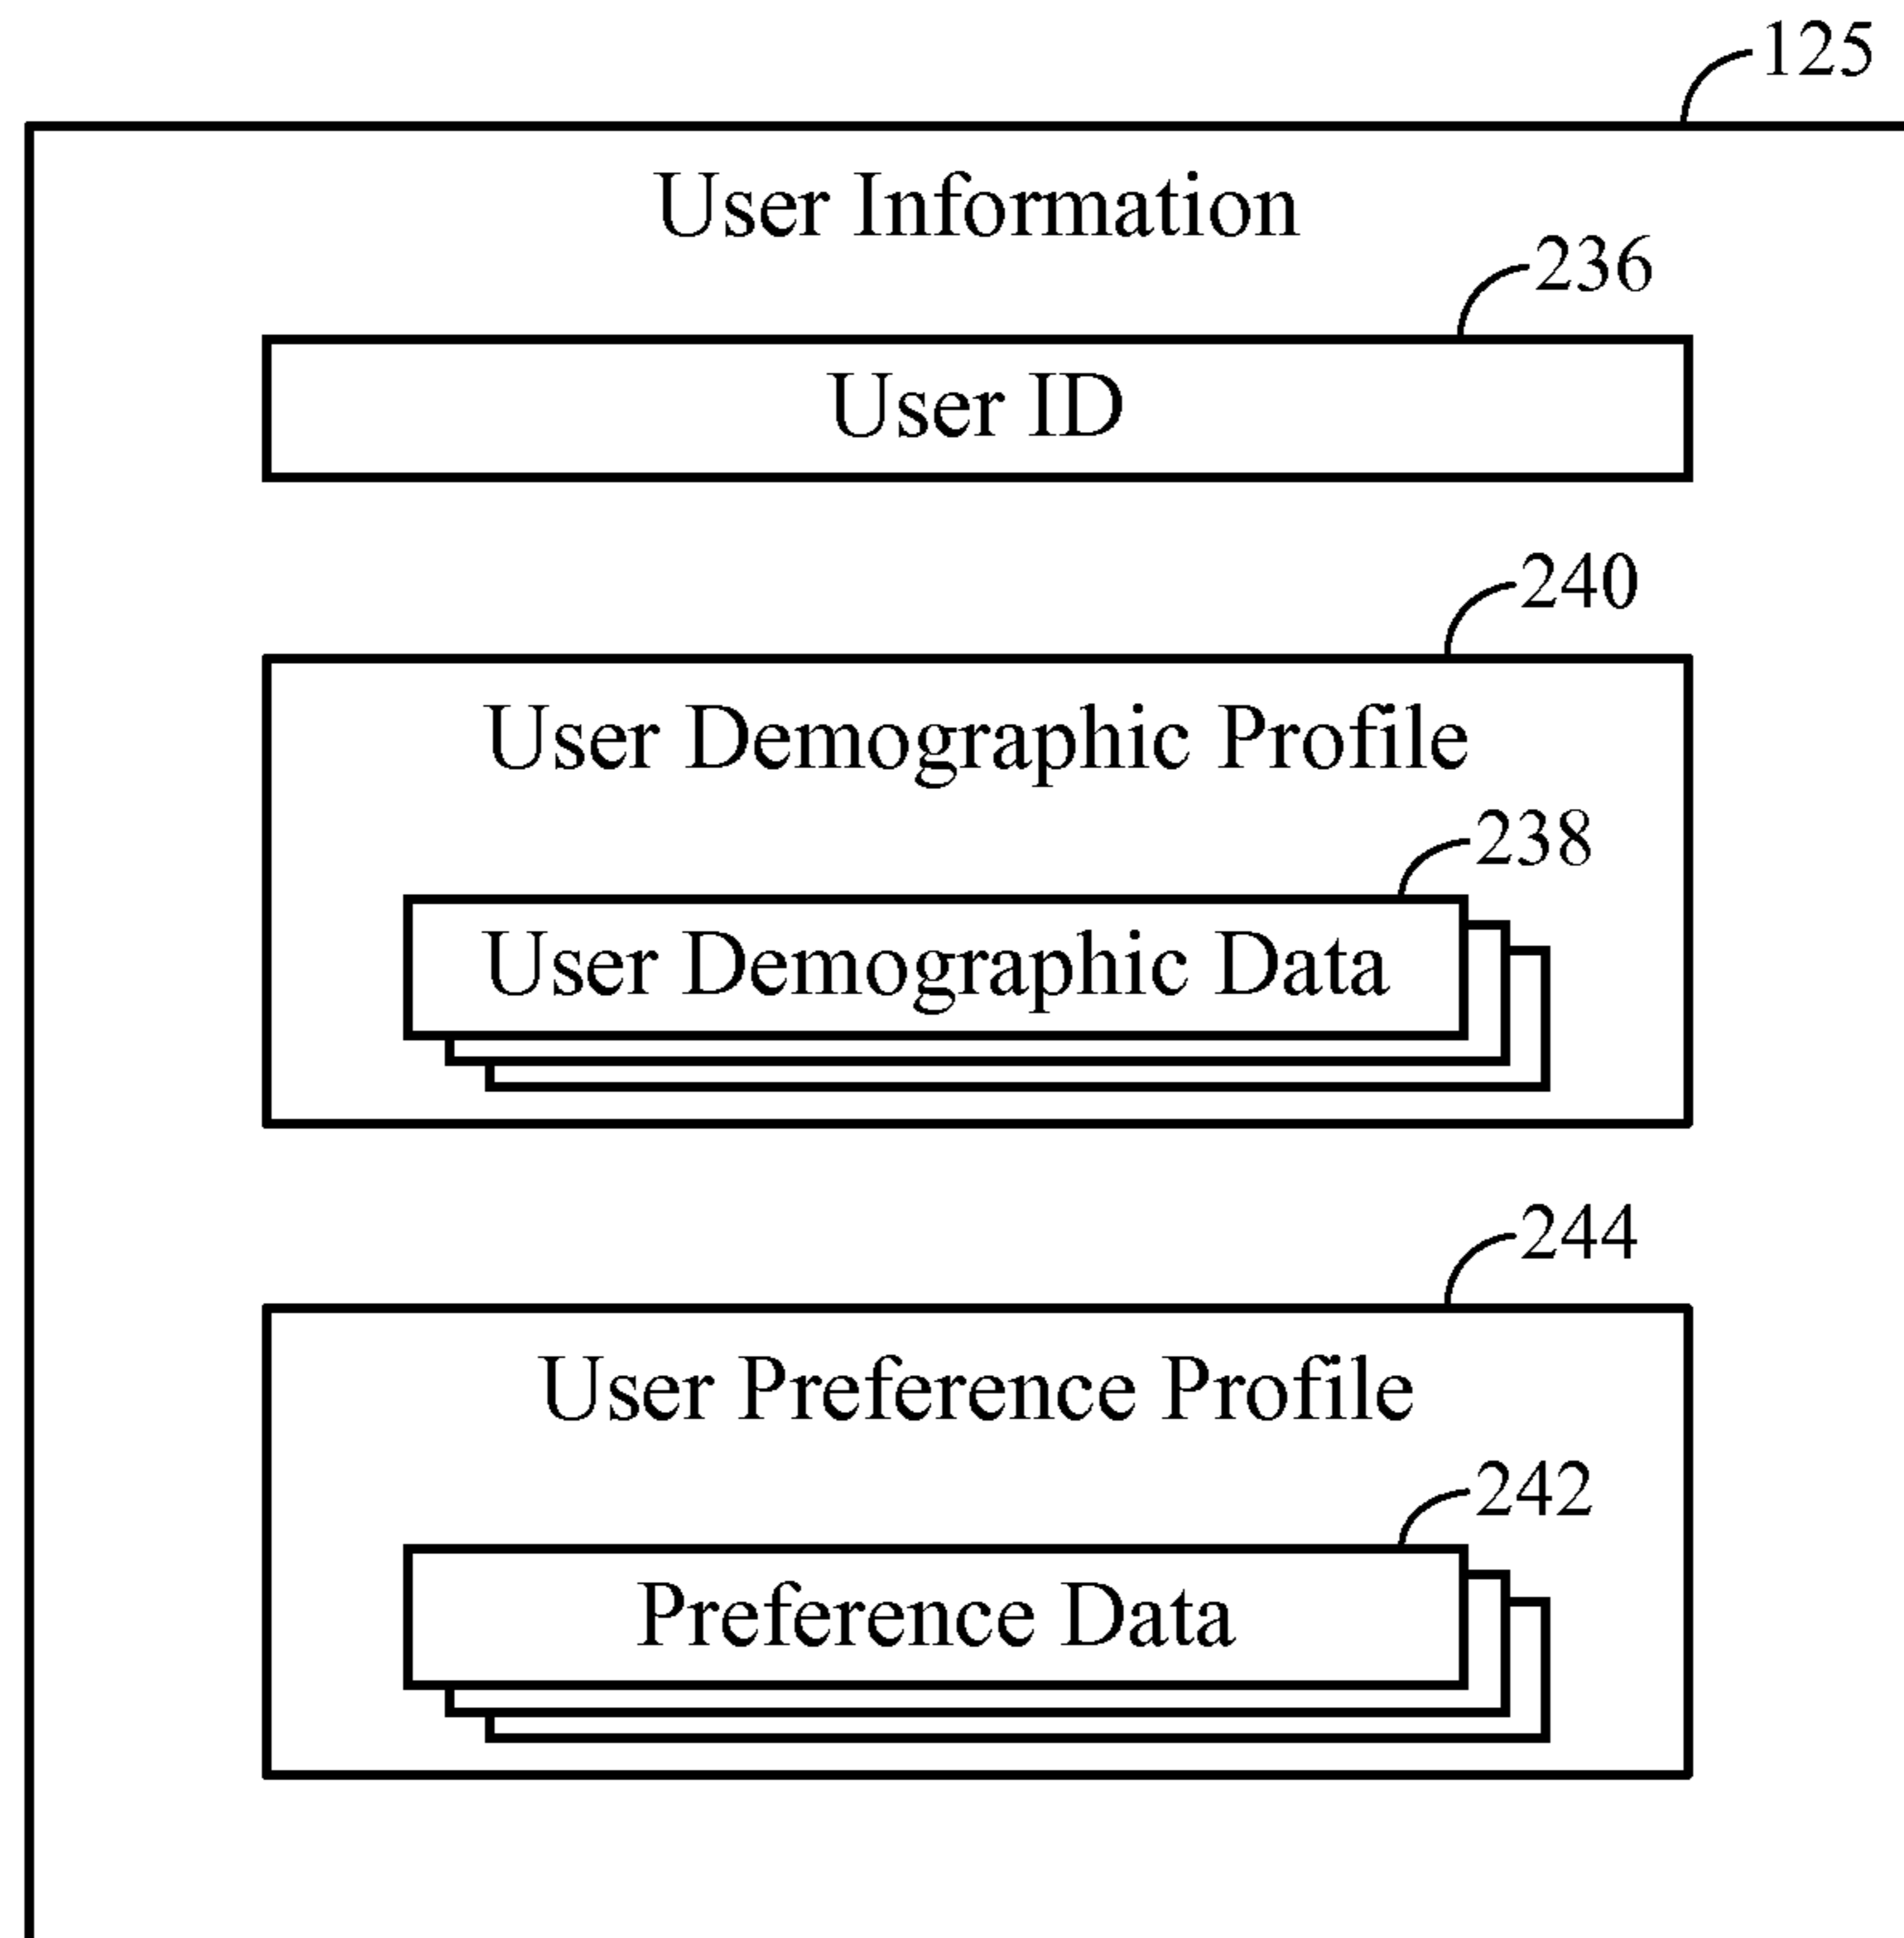 125
User Information
236
User ID
240
User Demographic Profile
238
User Demographic Data
244
User Preference Profile
242
Preference Data